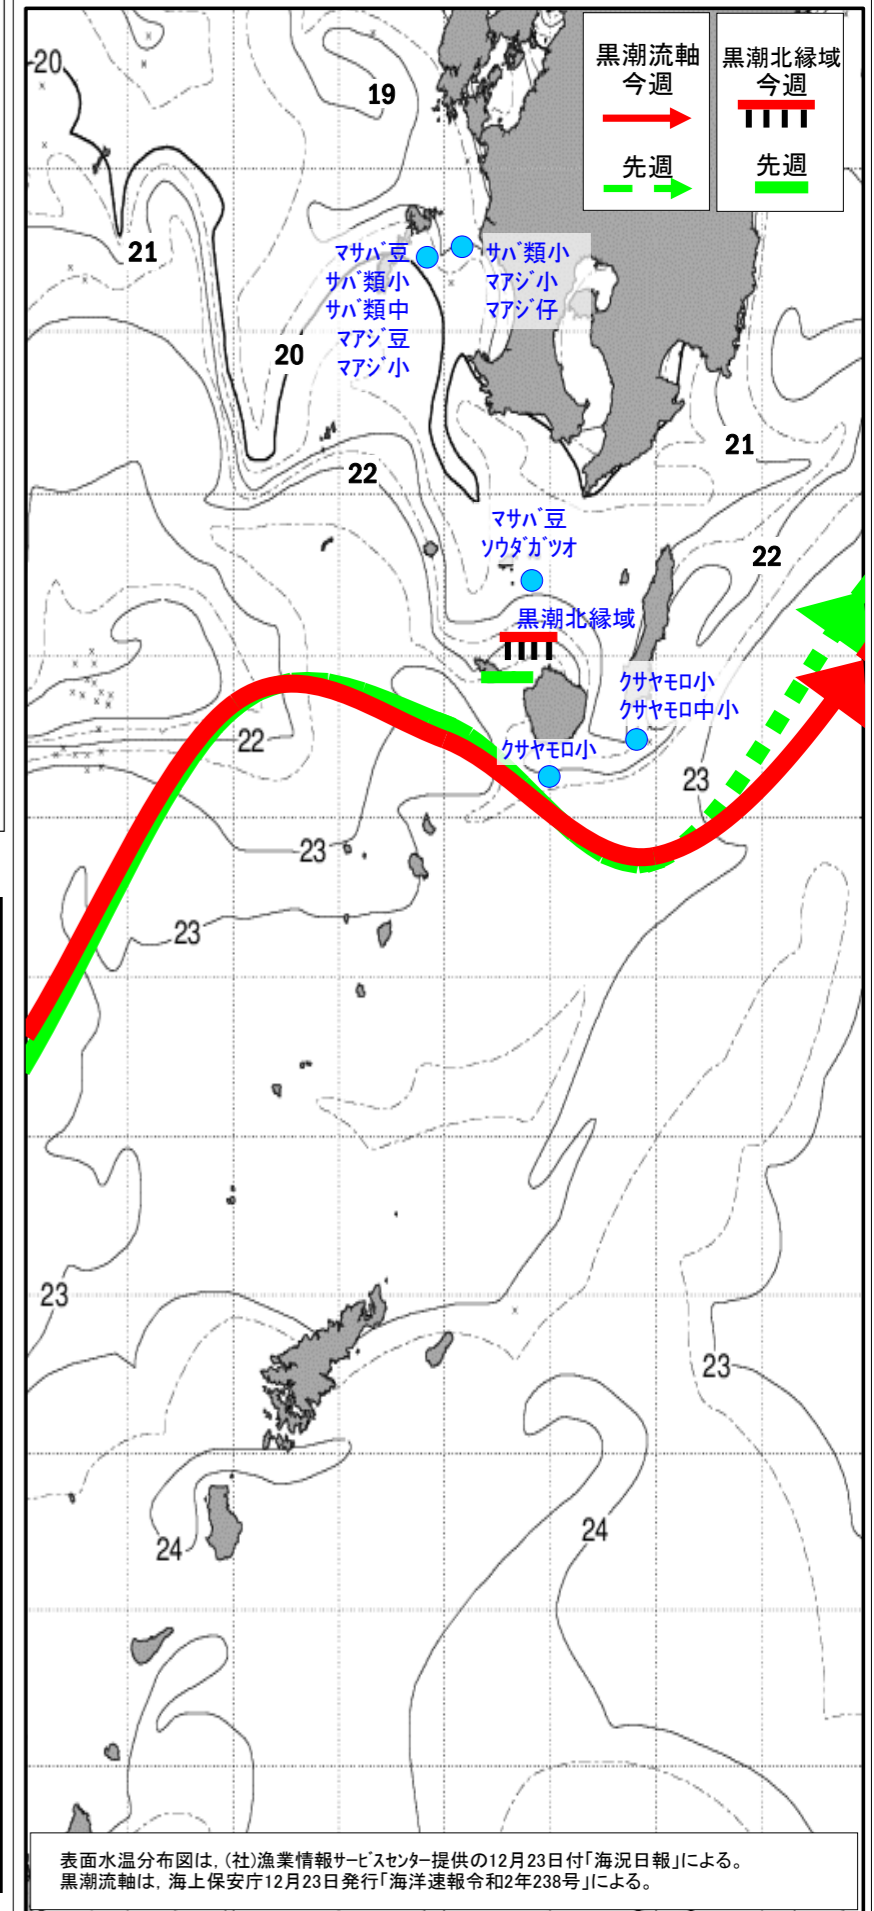 黒潮流軸
今週
先週
黒潮北縁域
今週
先週
20
19
21
20
マサバ豆
サバ類小
サバ類中
マアジ豆
マアジ小
サバ類小
マアジ小
マアジ仔
21
22
22
マサバ豆
ソウダガツオ
黒潮北縁域
クサヤモロ小
クサヤモロ中小
クサヤモロ小
22
23
23
23
23
23
24
24
表面水温分布図は,(社)漁業情報サービスセンター提供の12月23日付「海況日報」による。
黒潮流軸は,海上保安庁12月23日発行「海洋速報令和2年238号」による。